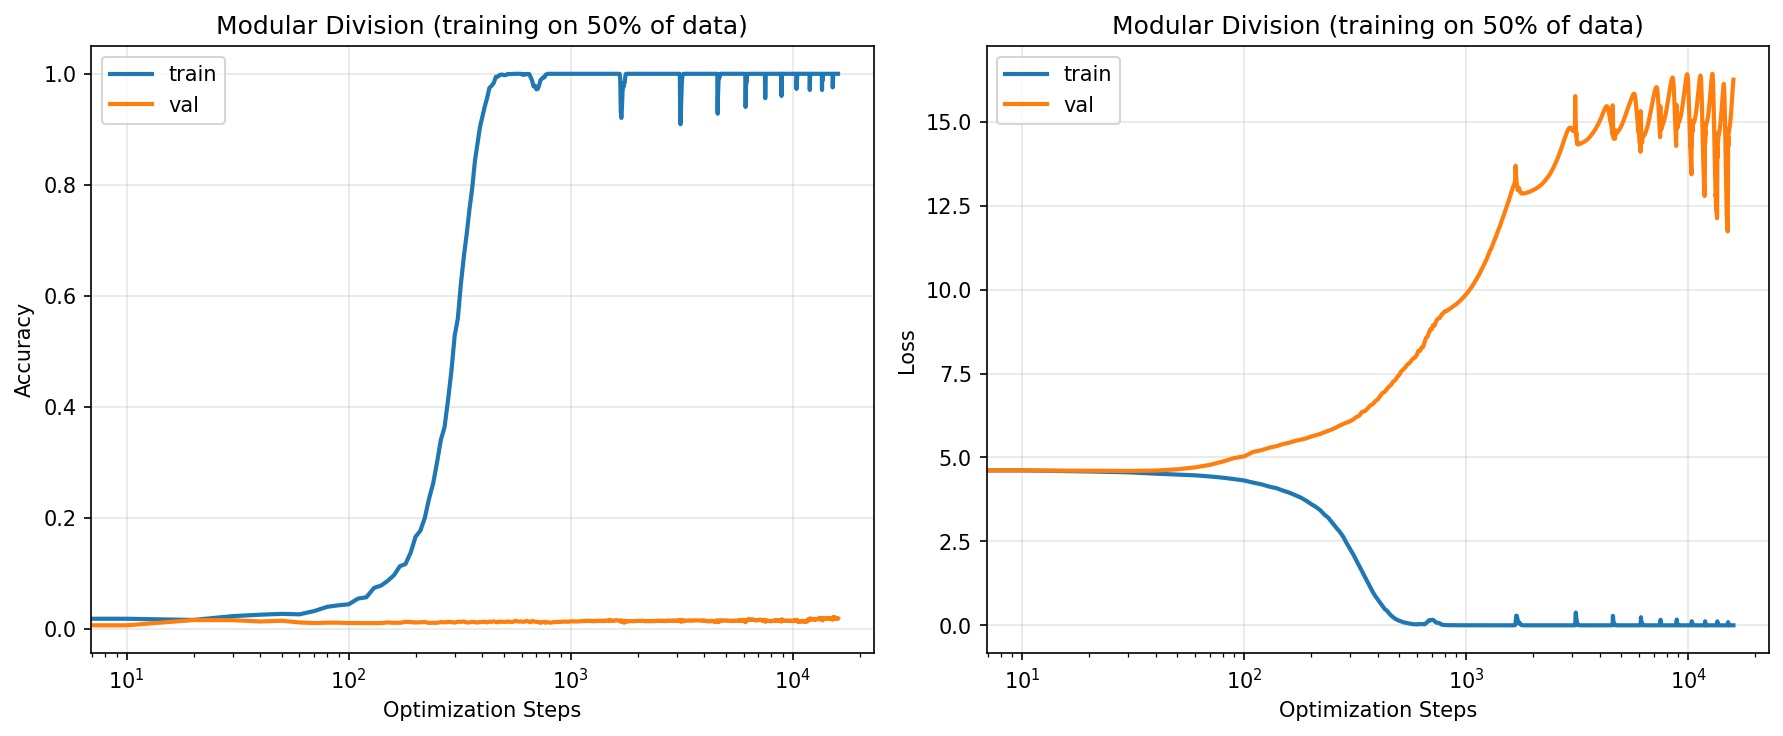 Modular Division (training on 50% of data)
train
val
1.0
0.8
0.6
0.4
0.2
0.0
Accuracy
10¹
10²
10³
10⁴
Optimization Steps
Modular Division (training on 50% of data)
train
val
15.0
12.5
10.0
7.5
5.0
2.5
0.0
Loss
10¹
10²
10³
10⁴
Optimization Steps